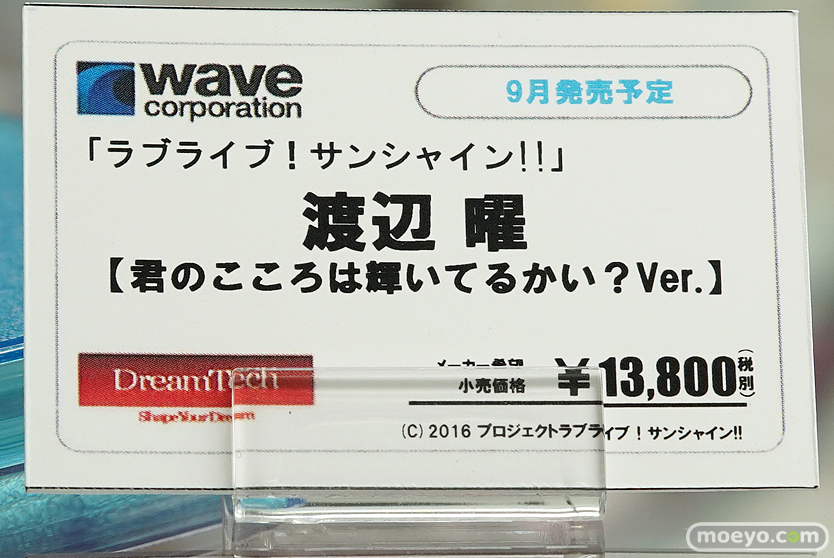 wave
corporation
9月発売予定
「ラブライブ！サンシャイン!!」
渡辺 曜
【君のこころは輝いてるかい？Ver.】
DreamTech
Shape Your Dream
メーカー希望
小売価格
¥13,800(税別)
(C) 2016 プロジェクトラブライブ！サンシャイン!!
moeyo.com